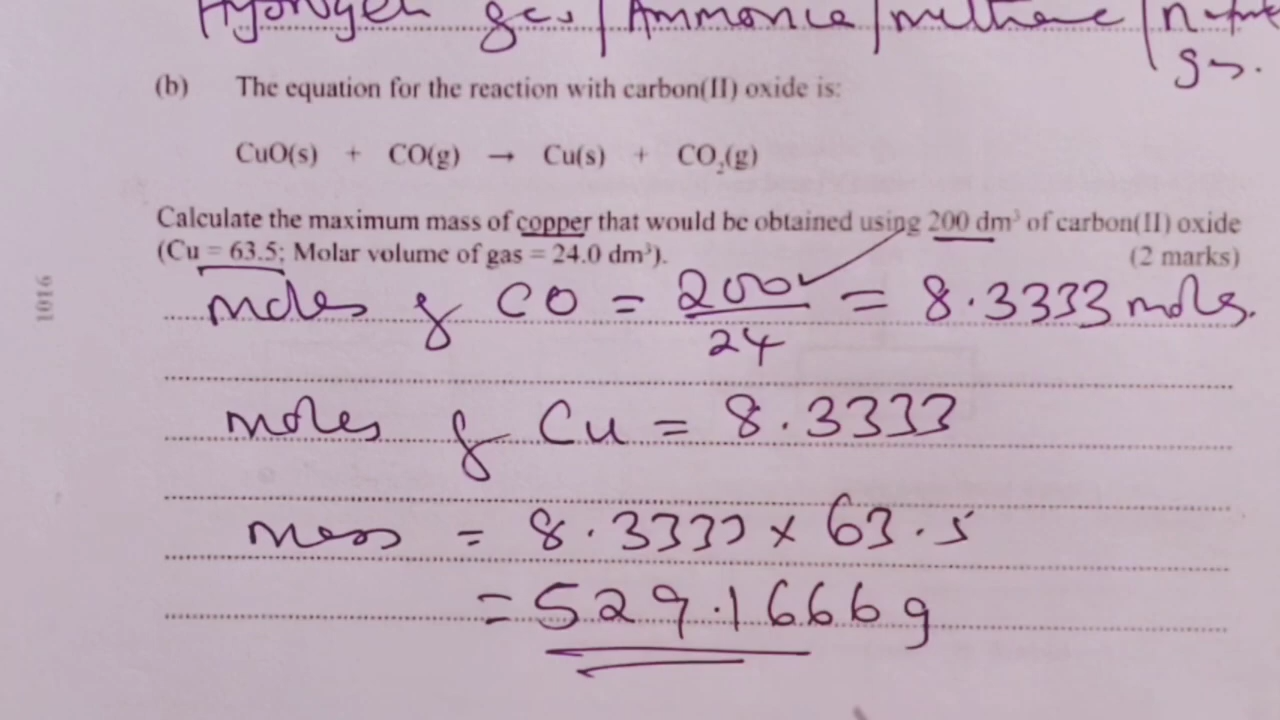 Hydrogen gas / Ammonia / methane /
gas.
(b) The equation for the reaction with carbon(II) oxide is:
CuO(s) + CO(g) → Cu(s) + CO₂(g)
Calculate the maximum mass of copper that would be obtained using 200 dm³ of carbon(II) oxide
(Cu = 63.5; Molar volume of gas = 24.0 dm³). (2 marks)
moles of CO = 200/24 = 8.3333 moles.
moles of Cu = 8.3333
mass = 8.3333 x 63.5
= 529.1666g
1016